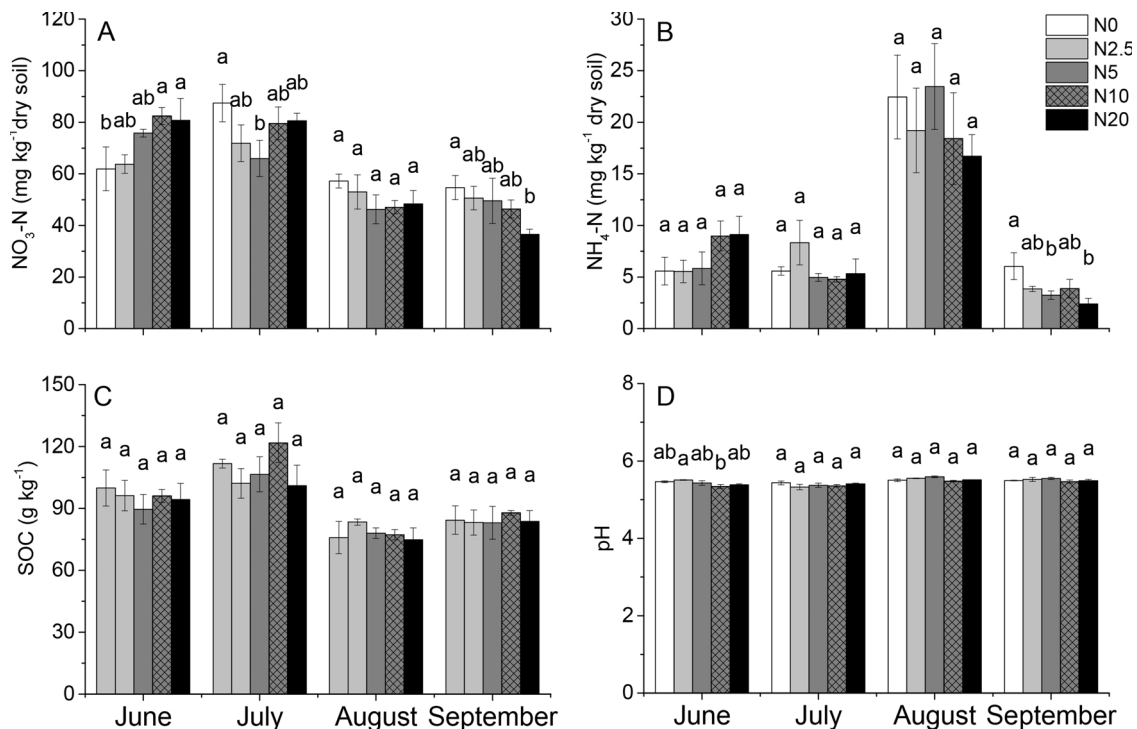 A
NO3-N (mg kg-1dry soil)
120
100
80
60
40
20
0
b ab ab a a
a ab b ab ab
a a a a a
a ab ab ab b
B
NH4-N (mg kg-1 dry soil)
30
25
20
15
10
5
0
a a a a a
a a a a a
a a a a a
a ab b ab b
N0
N2.5
N5
N10
N20
C
SOC (g kg-1)
150
120
90
60
30
0
a a a a a
a a a a a
a a a a a
a a a a a
June July August September
D
pH
8
6
4
2
0
ab a ab b ab
a a a a a
a a a a a
a a a a a
June July August September